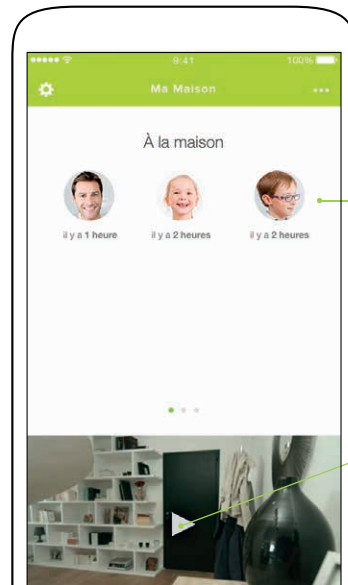 9:41 100%
Ma Maison
À la maison
il y a 1 heure il y a 2 heures il y a 2 heures